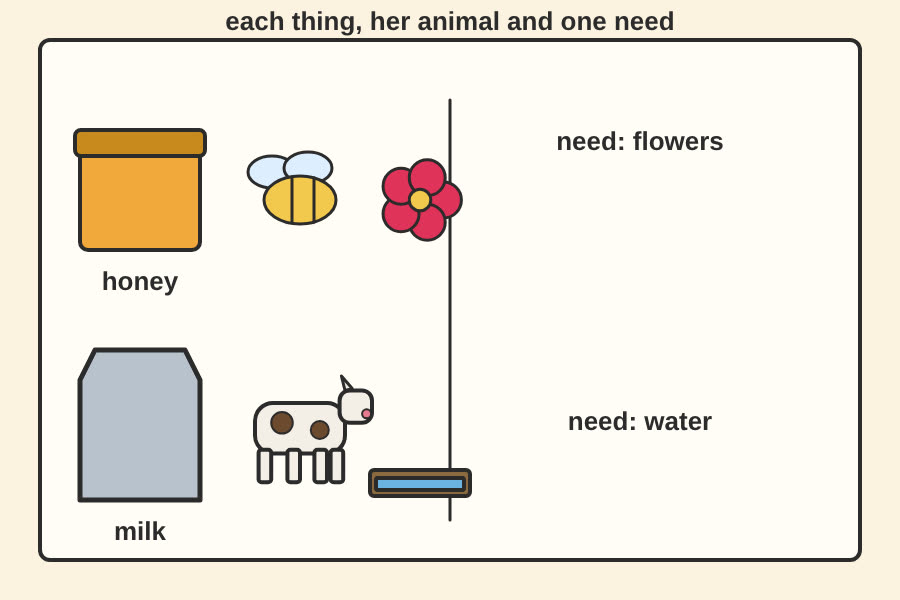 each thing, her animal and one need
need: flowers
honey
need: water
milk